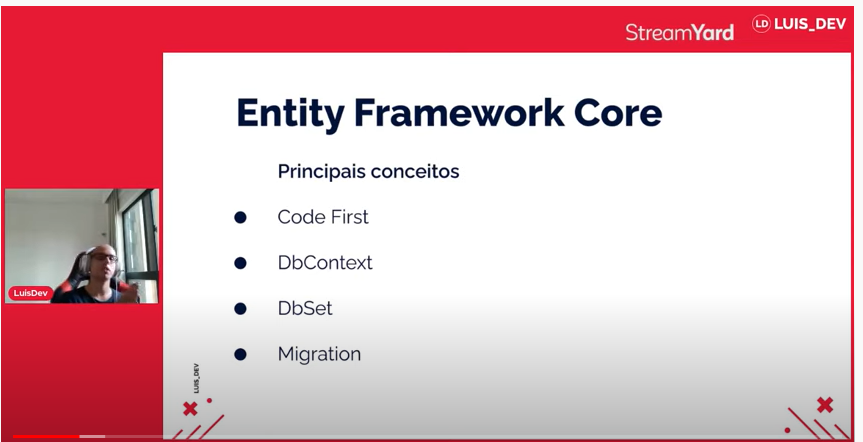 StreamYard
LD LUIS_DEV
Entity Framework Core
Principais conceitos
Code First
DbContext
DbSet
Migration
LuisDev
LUIS_DEV